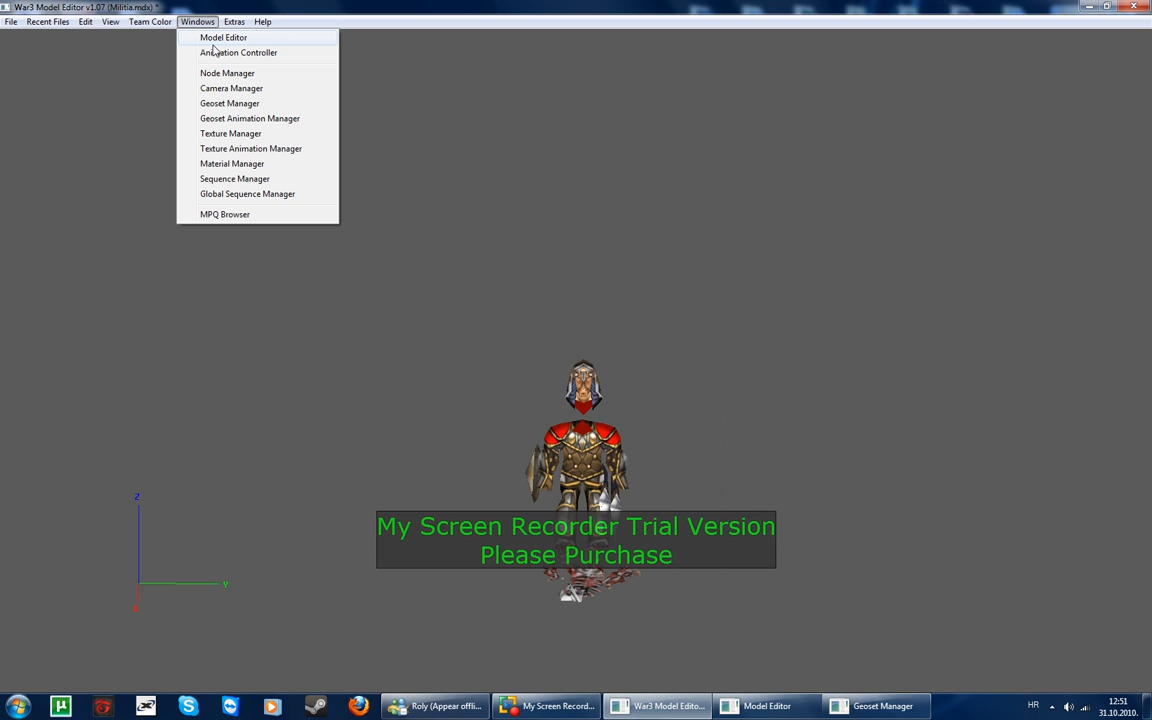 War3 Model Editor v1.07 (Militia.mdx) *
File Recent Files Edit View Team Color Windows Extras Help
Model Editor
Animation Controller
Node Manager
Camera Manager
Geoset Manager
Geoset Animation Manager
Texture Manager
Texture Animation Manager
Material Manager
Sequence Manager
Global Sequence Manager
MPQ Browser
Z
Y
My Screen Recorder Trial Version
Please Purchase
Roly (Appear offli... My Screen Record... War3 Model Edito... Model Editor Geoset Manager HR 12:51
31.10.2010.